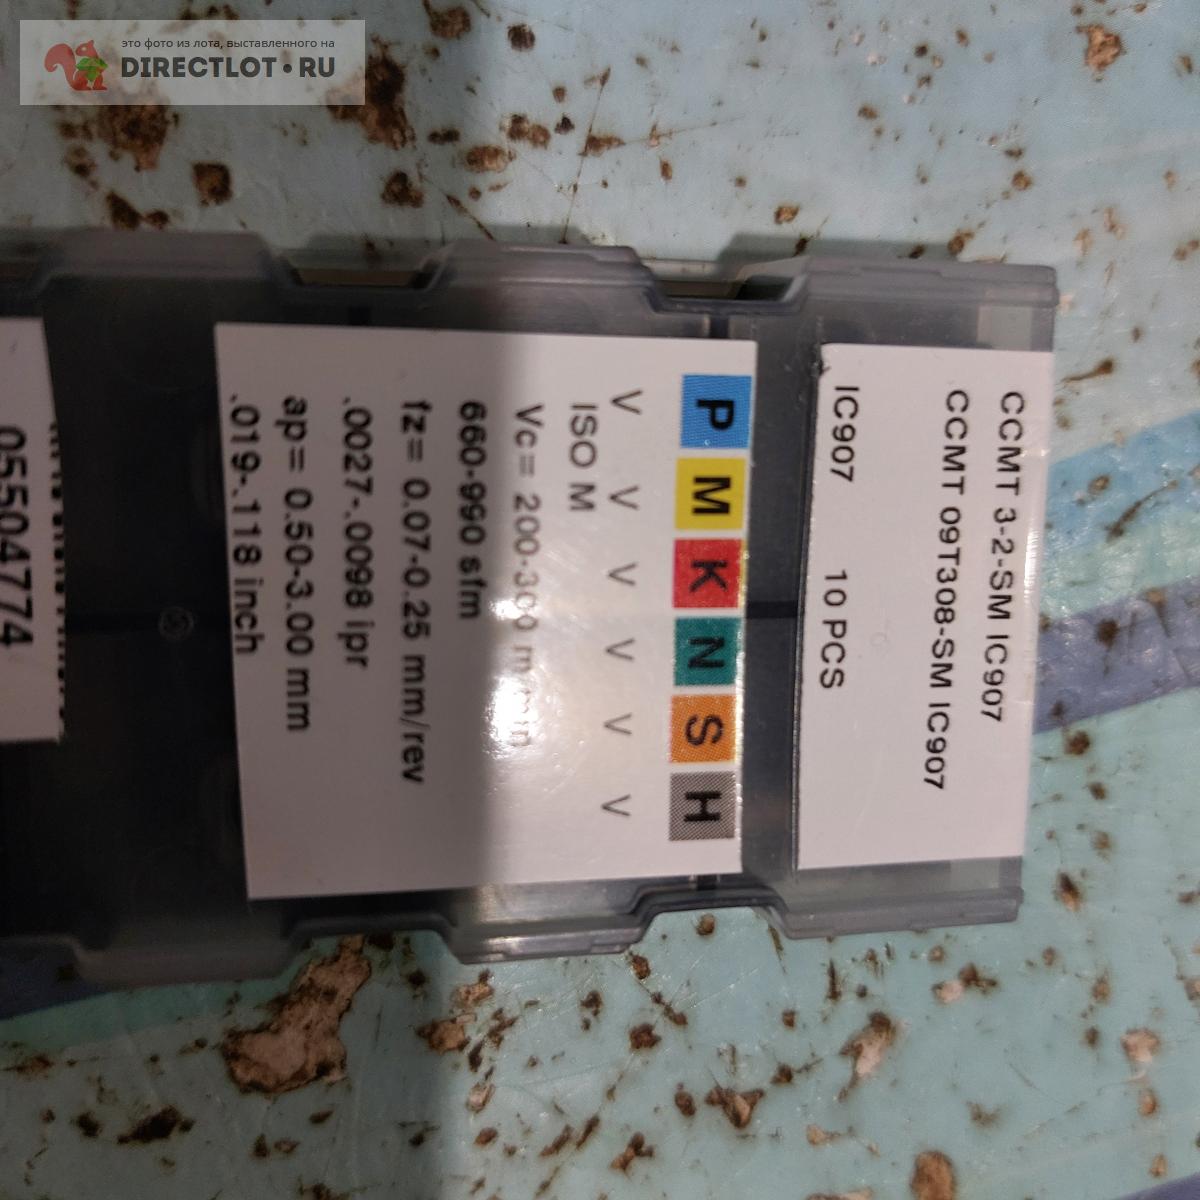 это фото из лота, выставленного на
DIRECTLOT•RU
CCMT 3-2-SM IC907
CCMT 09T308-SM IC907
IC907 10 PCS
P M K N S H
V V V V V V
ISO M
Vc= 200-300 m/min
660-990 sfm
fz= 0.07-0.25 mm/rev
.0027-.0098 ipr
ap= 0.50-3.00 mm
.019-.118 inch
05504774